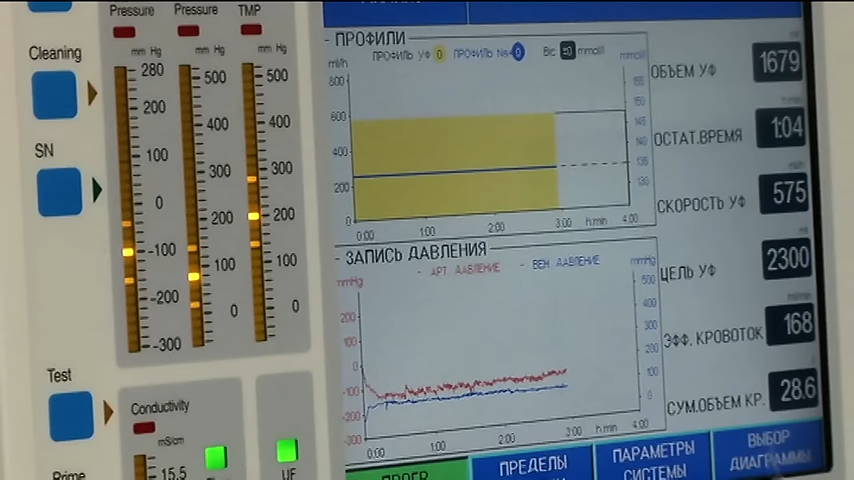 Pressure Pressure TMP
mm Hg mm Hg mm Hg
Cleaning
280
200
100
0
-100
-200
-300
500
400
300
200
100
0
500
400
300
200
100
0
SN
Test
Prime
Conductivity
mS/cm
15.5
UF
ПРОФИЛИ
ml/h ПРОФИЛЬ УФ 0 ПРОФИЛЬ Na+ 0 Bic ±0 mmol/l mmol/l
800
600
400
200
0
150
145
140
135
130
0:00 1:00 2:00 3:00 h:min 4:00
ЗАПИСЬ ДАВЛЕНИЯ
mmHg - АРТ ДАВЛЕНИЕ - ВЕН ДАВЛЕНИЕ mmHg
200
100
0
-100
-200
-300
500
400
300
200
100
0
0:00 1:00 2:00 3:00 h:min 4:00
ОБЪЕМ УФ 1679
ОСТАТ.ВРЕМЯ 1:04
СКОРОСТЬ УФ 575
ЦЕЛЬ УФ 2300
ЭФФ. КРОВОТОК 168
СУМ.ОБЪЕМ КР. 28.6
ПРЕДЕЛЫ
ПАРАМЕТРЫ
СИСТЕМЫ
ВЫБОР
ДИАГРАММЫ